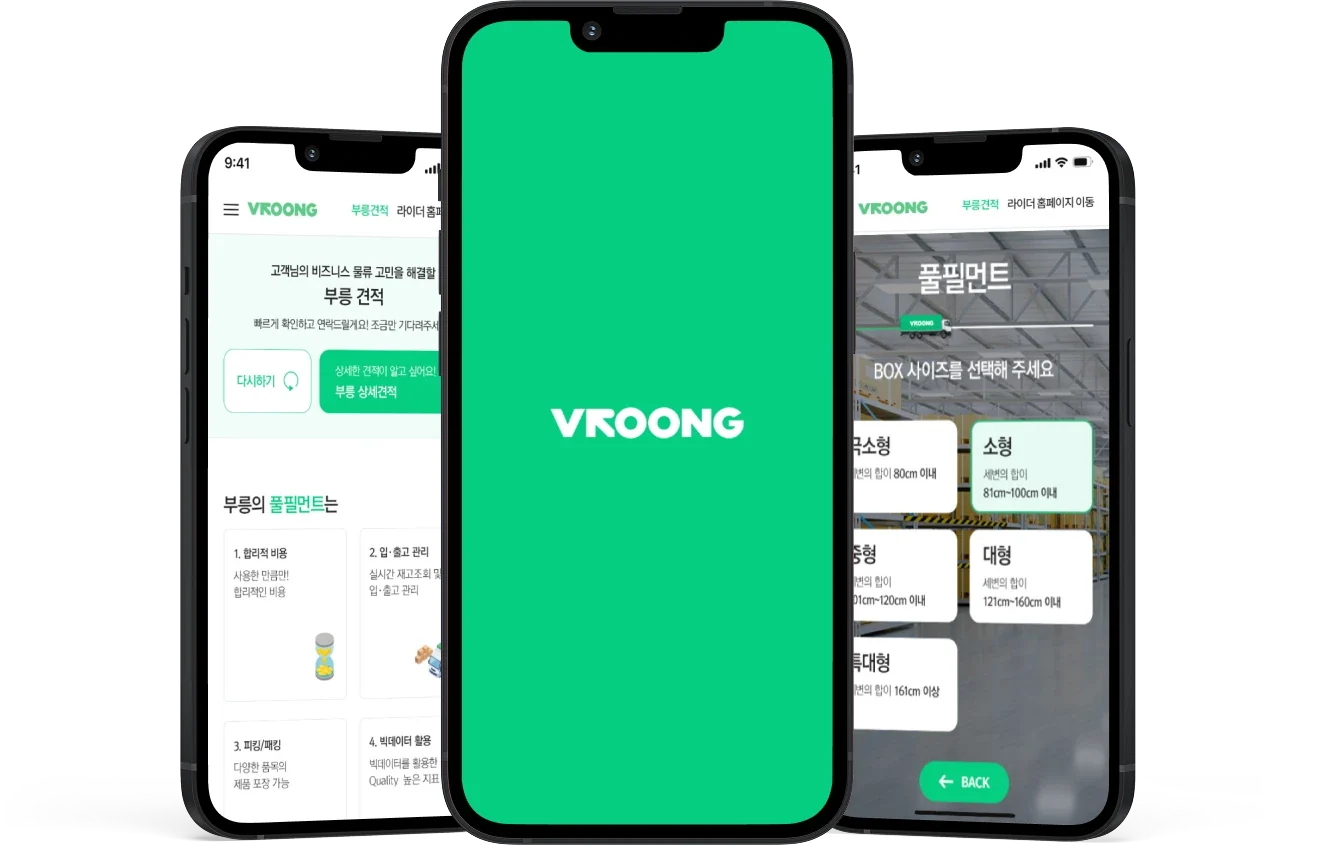 9:41
VROONG
부릉견적
라이더 홈페
고객님의 비즈니스 물류 고민을 해결할
부릉 견적
빠르게 확인하고 연락드릴게요! 조금만 기다려주세
다시하기
상세한 견적이 알고 싶어요!
부릉 상세견적
부릉의 풀필먼트는
1. 합리적 비용
사용한 만큼만!
합리적인 비용
2. 입·출고 관리
실시간 재고조회 및
입·출고 관리
3. 피킹/패킹
다양한 품목의
제품 포장 가능
4. 빅데이터 활용
빅데이터를 활용한
Quality 높은 지표
VROONG
VROONG
부릉견적
라이더 홈페이지 이동
풀필먼트
VROONG
BOX 사이즈를 선택해 주세요
극소형
세변의 합이 80cm 이내
소형
세변의 합이
81cm~100cm 이내
중형
세변의 합이
101cm~120cm 이내
대형
세변의 합이
121cm~160cm 이내
특대형
세변의 합이 161cm 이상
BACK